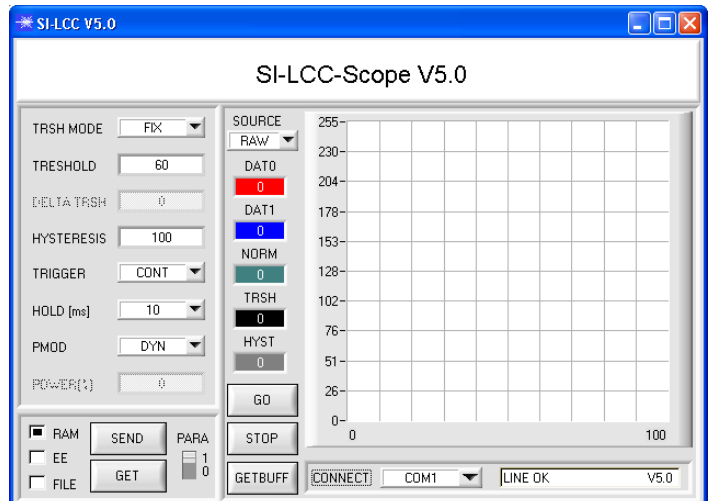 SI-LCC V5.0
SI-LCC-Scope V5.0
TRSH MODE FIX
TRESHOLD 60
DELTA TRSH 0
HYSTERESIS 100
TRIGGER CONT
HOLD [ms] 10
PMOD DYN
POWER(%) 0
RAM
EE
FILE
SEND
GET
PARA
1
0
SOURCE
RAW
DAT0
0
DAT1
0
NORM
0
TRSH
0
HYST
0
GO
STOP
GETBUFF
255
230
204
178
153
128
102
76
51
26
0
0 100
CONNECT COM1 LINE OK V5.0